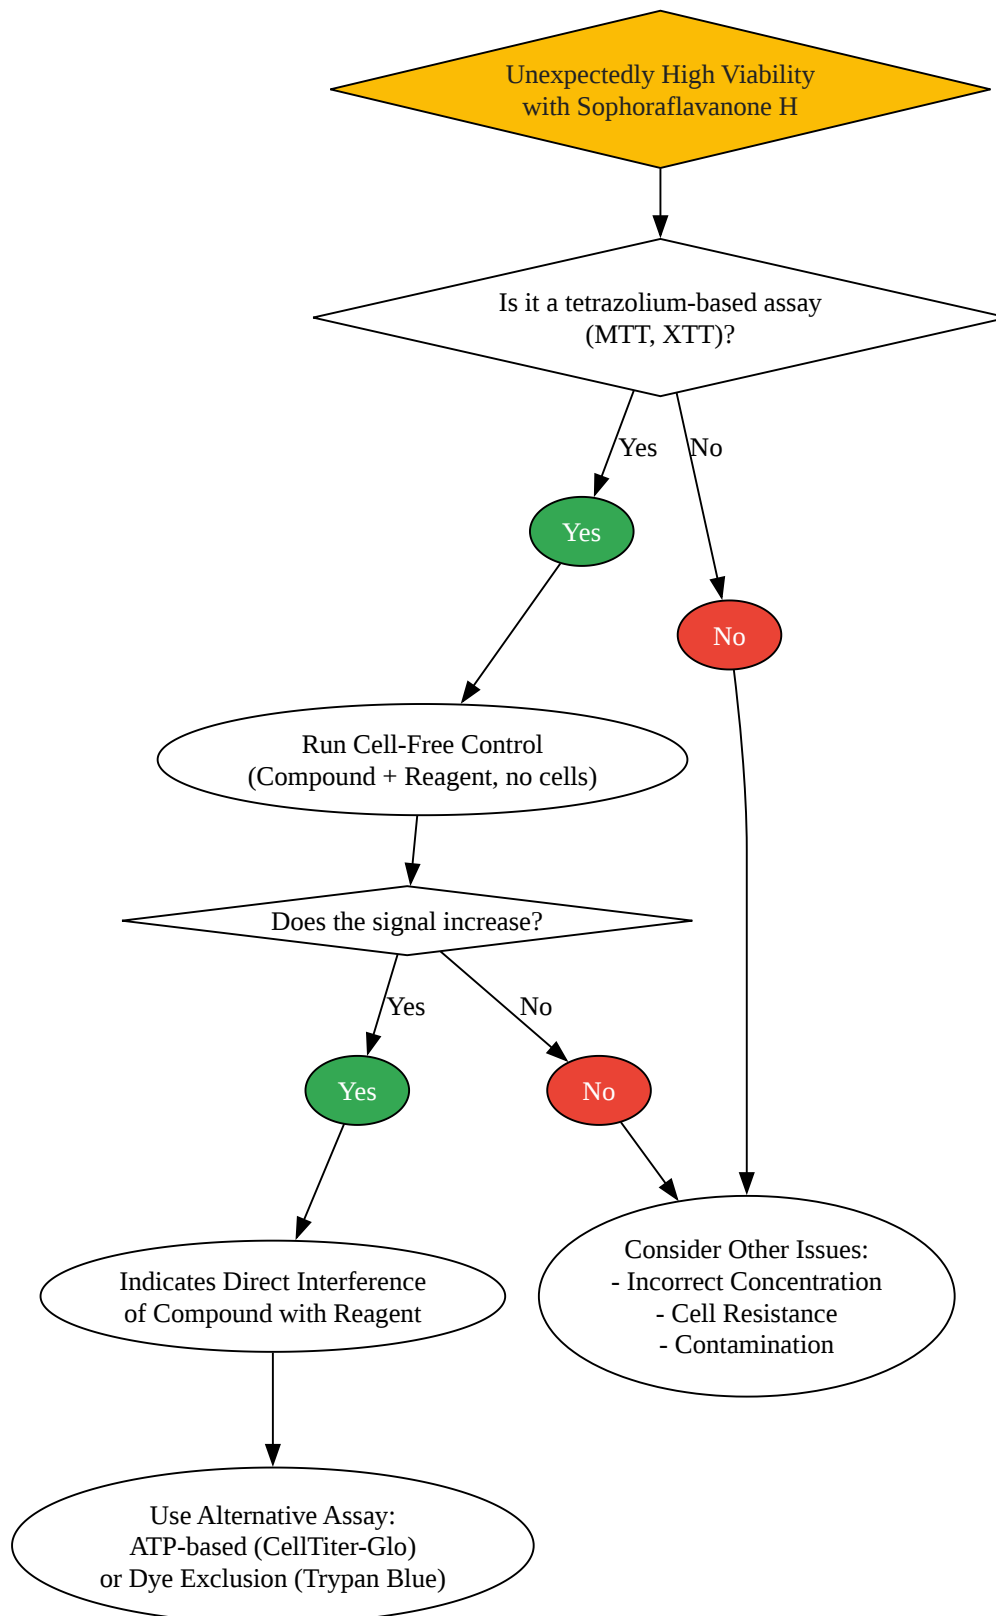 Unexpectedly High Viability
with Sophoraflavanone H
Is it a tetrazolium-based assay
(MTT, XTT)?
Yes
No
Yes
No
Run Cell-Free Control
(Compound + Reagent, no cells)
Does the signal increase?
Yes
No
Yes
No
Indicates Direct Interference
of Compound with Reagent
Consider Other Issues:
- Incorrect Concentration
- Cell Resistance
- Contamination
Use Alternative Assay:
ATP-based (CellTiter-Glo)
or Dye Exclusion (Trypan Blue)